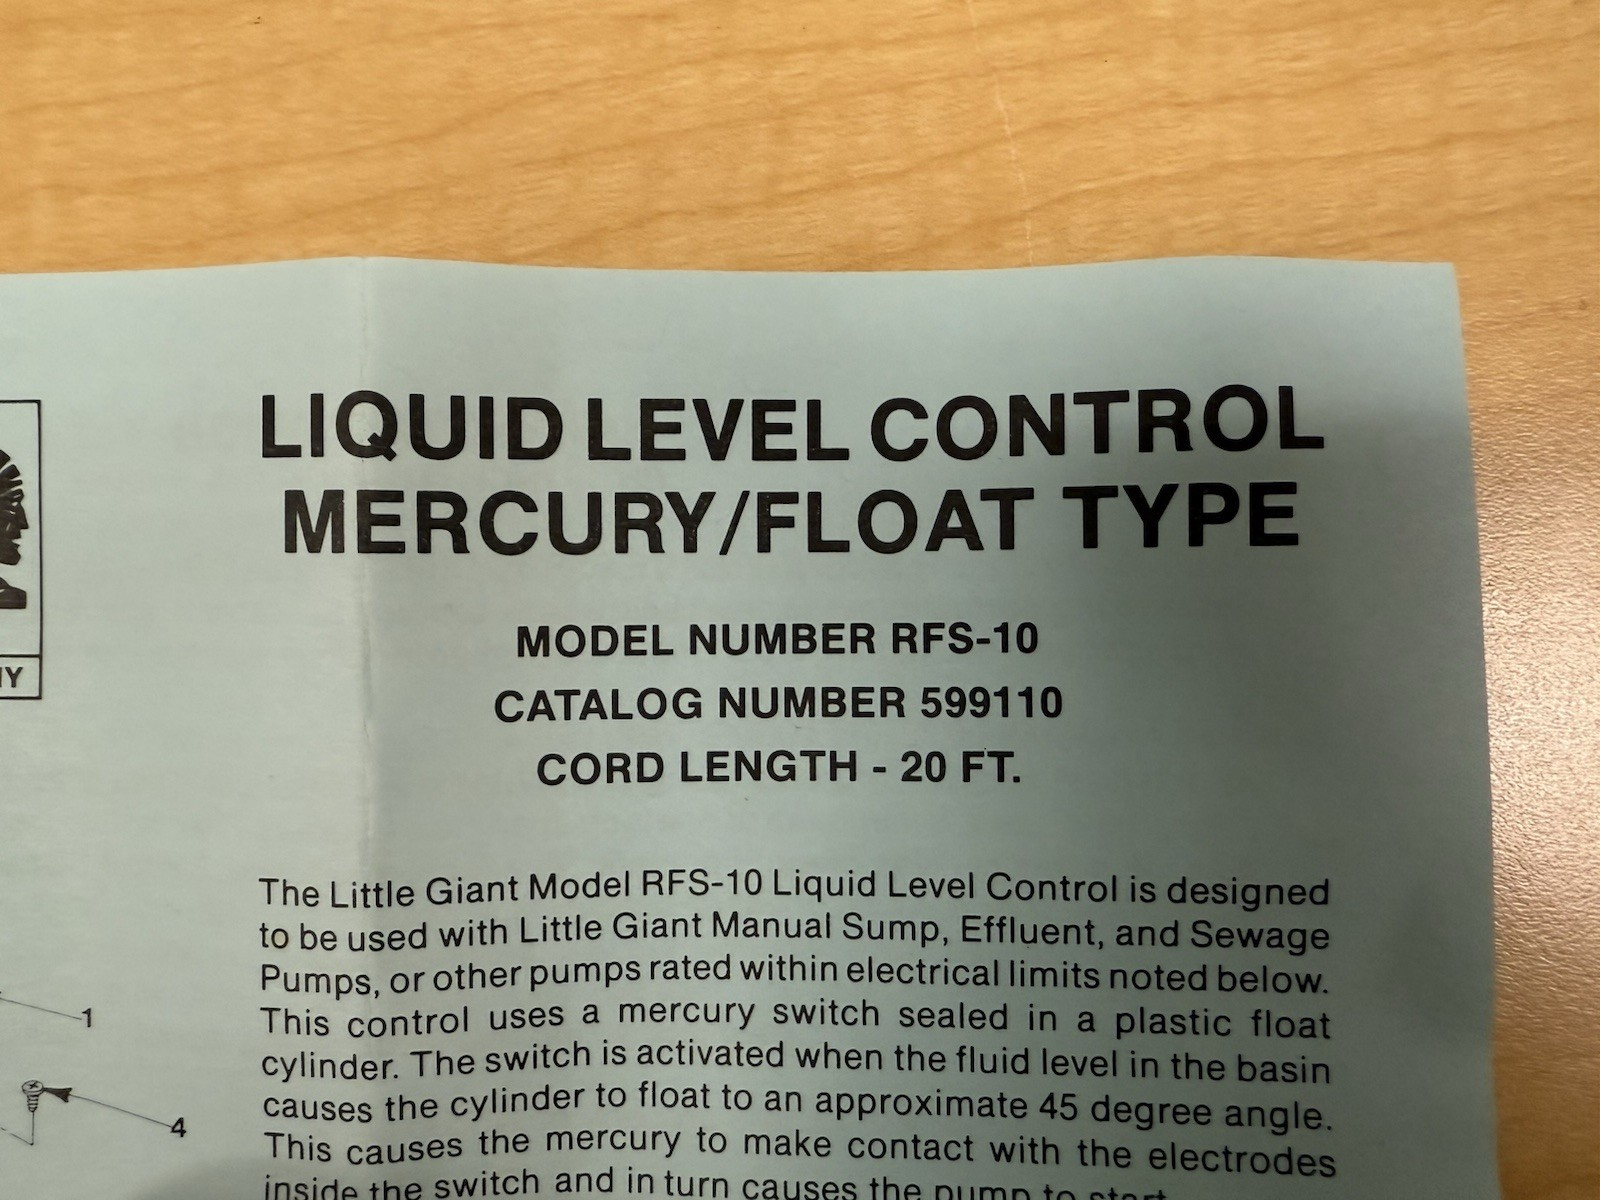 LIQUID LEVEL CONTROL
MERCURY/FLOAT TYPE
MODEL NUMBER RFS-10
CATALOG NUMBER 599110
CORD LENGTH - 20 FT.
NY
The Little Giant Model RFS-10 Liquid Level Control is designed
to be used with Little Giant Manual Sump, Effluent, and Sewage
Pumps, or other pumps rated within electrical limits noted below.
This control uses a mercury switch sealed in a plastic float
cylinder. The switch is activated when the fluid level in the basin
causes the cylinder to float to an approximate 45 degree angle.
This causes the mercury to make contact with the electrodes
inside the switch and in turn causes the pump to start.
1
4